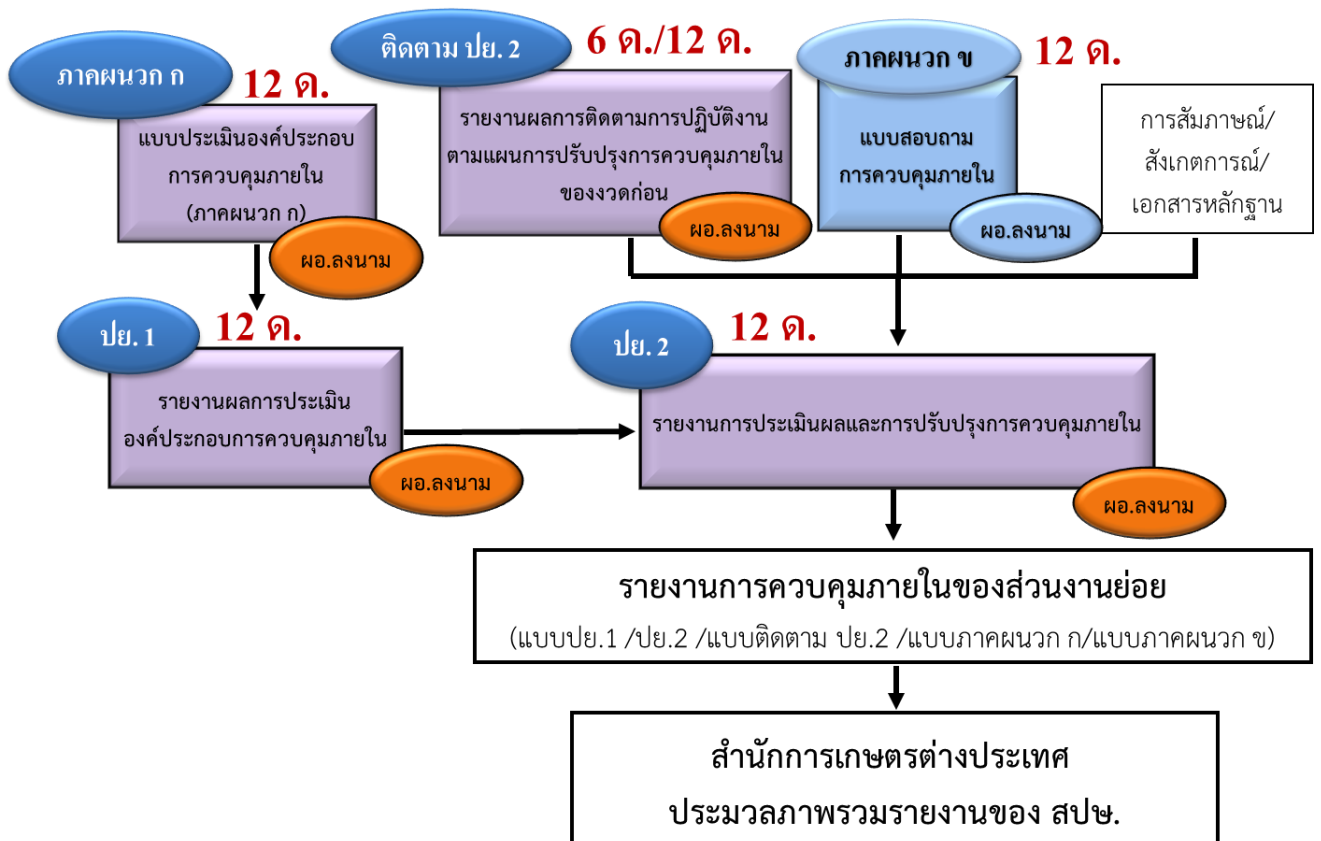 ภาคผนวก ก
12 ด.
แบบประเมินองค์ประกอบ
การควบคุมภายใน
(ภาคผนวก ก)
ผอ.ลงนาม
ติดตาม ปย. 2
6 ด./12 ด.
รายงานผลการติดตามการปฏิบัติงาน
ตามแผนการปรับปรุงการควบคุมภายใน
ของงวดก่อน
ผอ.ลงนาม
ภาคผนวก ข
12 ด.
แบบสอบถาม
การควบคุมภายใน
ผอ.ลงนาม
การสัมภาษณ์/
สังเกตการณ์/
เอกสารหลักฐาน
ปย. 1
12 ด.
รายงานผลการประเมิน
องค์ประกอบการควบคุมภายใน
ผอ.ลงนาม
ปย. 2
12 ด.
รายงานการประเมินผลและการปรับปรุงการควบคุมภายใน
ผอ.ลงนาม
รายงานการควบคุมภายในของส่วนงานย่อย
(แบบปย.1 /ปย.2 /แบบติดตาม ปย.2 /แบบภาคผนวก ก/แบบภาคผนวก ข)
สำนักการเกษตรต่างประเทศ
ประมวลภาพรวมรายงานของ สปษ.